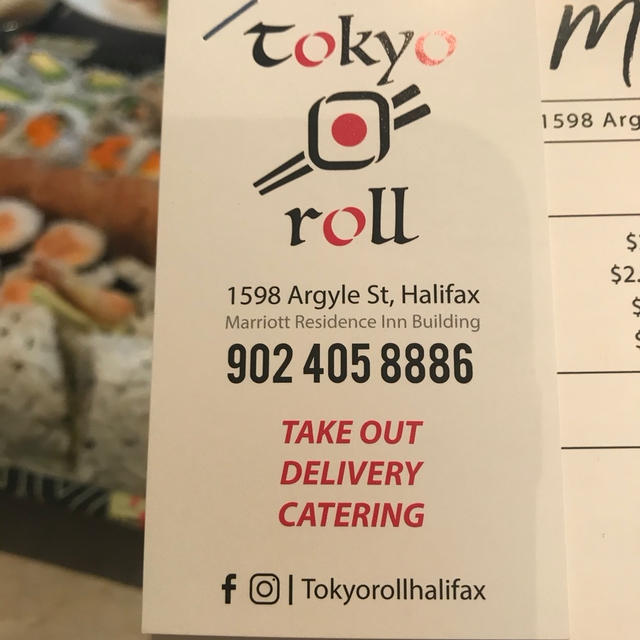 tokyo
roll
1598 Argyle St, Halifax
Marriott Residence Inn Building
902 405 8886
TAKE OUT
DELIVERY
CATERING
f | Tokyorollhalifax
1598 Arg
$2.